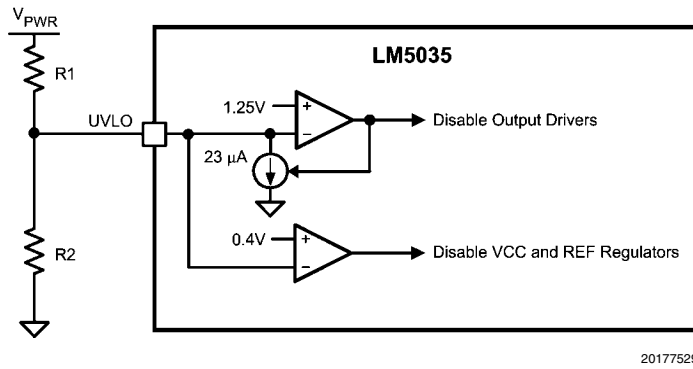 VPWR
R1
LM5035
1.25V
+
−
UVLO
Disable Output Drivers
23 µA
0.4V
+
−
Disable VCC and REF Regulators
R2
20177529